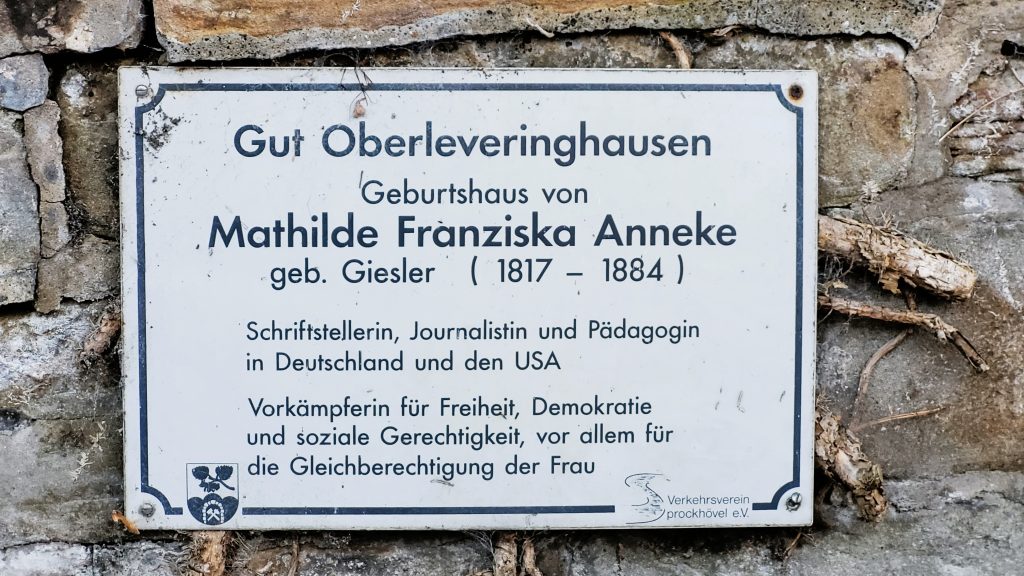 Gut Oberleveringhausen
Geburtshaus von
Mathilde Franziska Anneke
geb. Giesler ( 1817 – 1884 )
Schriftstellerin, Journalistin und Pädagogin
in Deutschland und den USA
Vorkämpferin für Freiheit, Demokratie
und soziale Gerechtigkeit, vor allem für
die Gleichberechtigung der Frau
Verkehrsverein
Sprockhövel e.V.